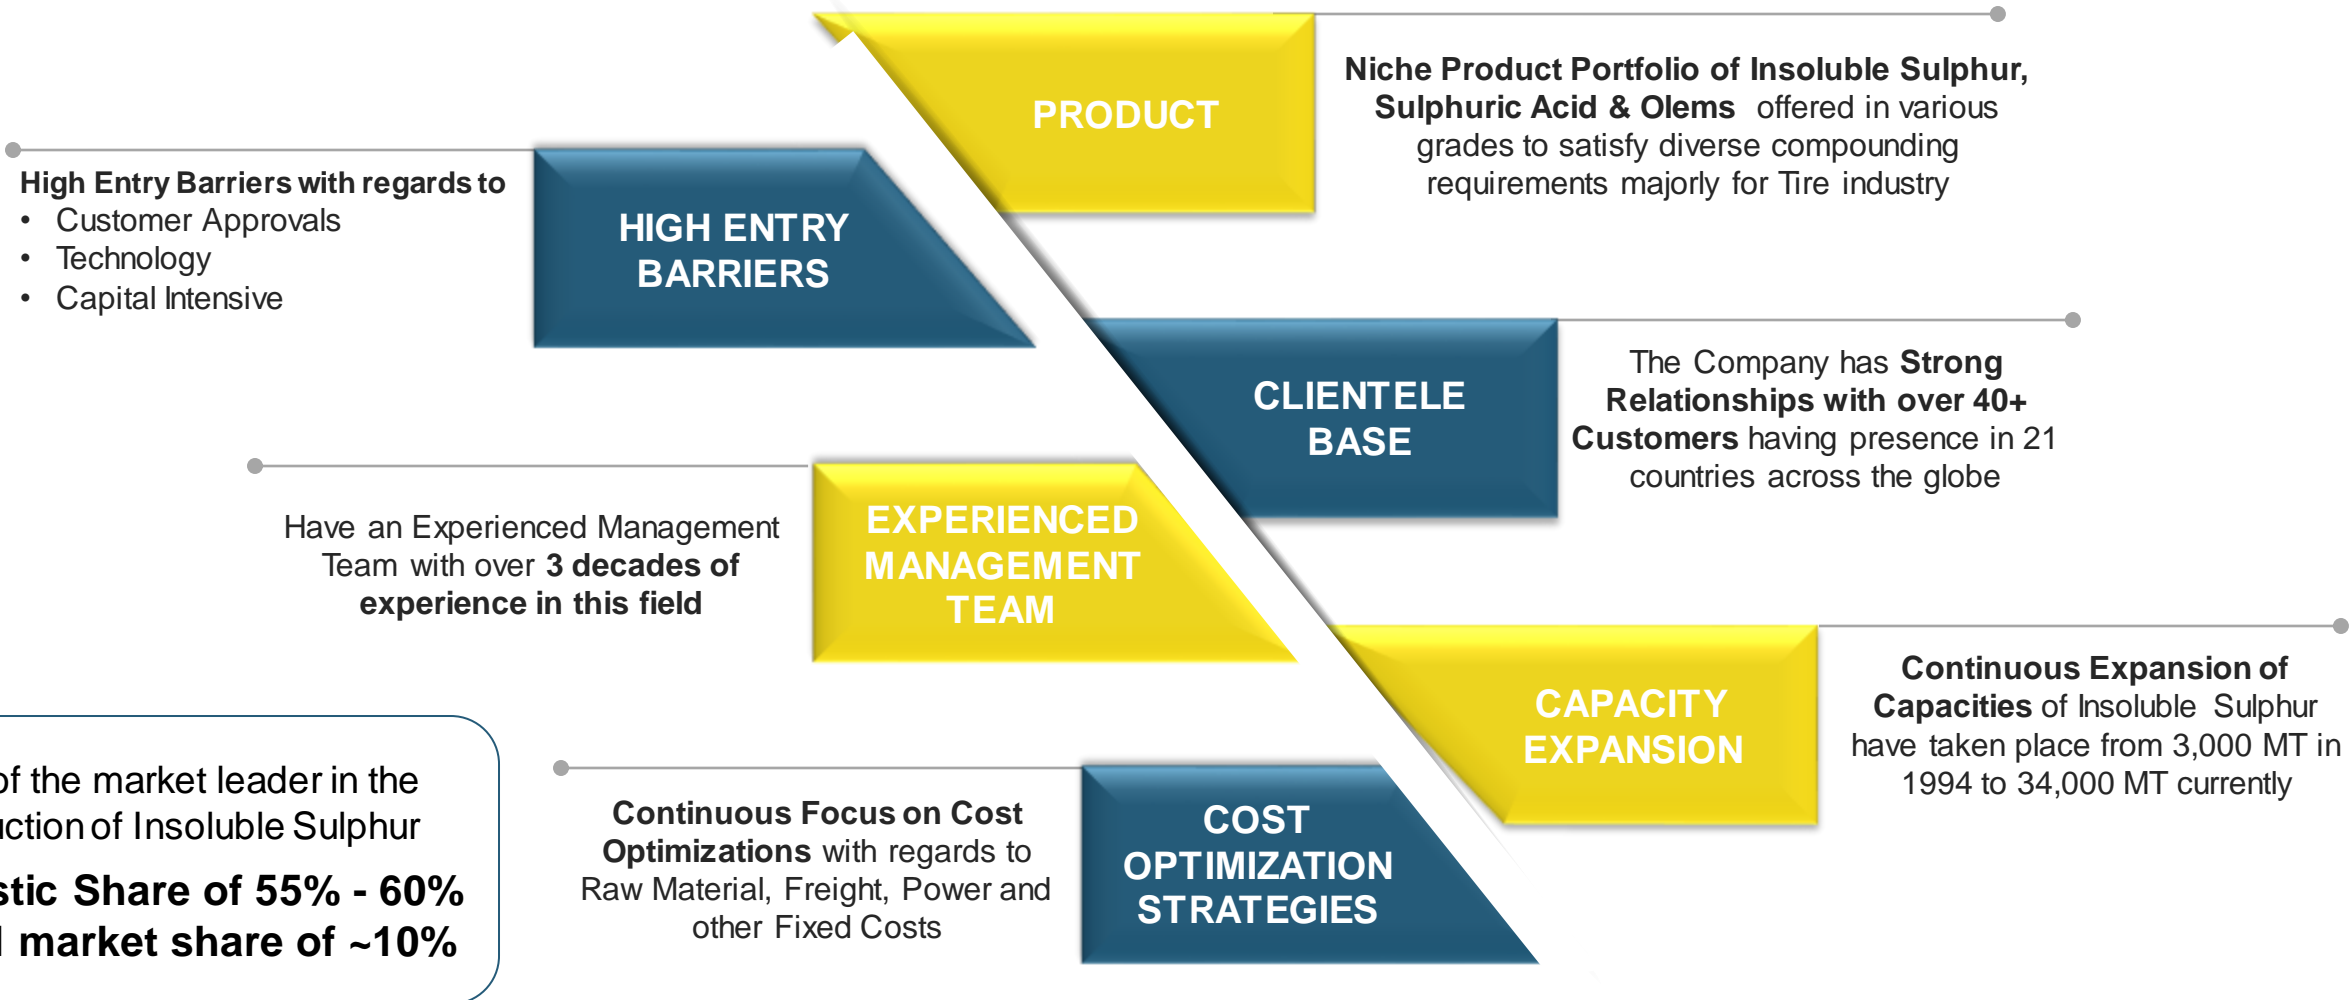 PRODUCT
Niche Product Portfolio of Insoluble Sulphur,
Sulphuric Acid & Olems offered in various
grades to satisfy diverse compounding
requirements majorly for Tire industry
High Entry Barriers with regards to
• Customer Approvals
• Technology
• Capital Intensive
HIGH ENTRY
BARRIERS
CLIENTELE
BASE
The Company has Strong
Relationships with over 40+
Customers having presence in 21
countries across the globe
Have an Experienced Management
Team with over 3 decades of
experience in this field
EXPERIENCED
MANAGEMENT
TEAM
CAPACITY
EXPANSION
Continuous Expansion of
Capacities of Insoluble Sulphur
have taken place from 3,000 MT in
1994 to 34,000 MT currently
of the market leader in the
of Insoluble Sulphur
Share of 55% - 60%
market share of ~10%
Continuous Focus on Cost
Optimizations with regards to
Raw Material, Freight, Power and
other Fixed Costs
COST
OPTIMIZATION
STRATEGIES